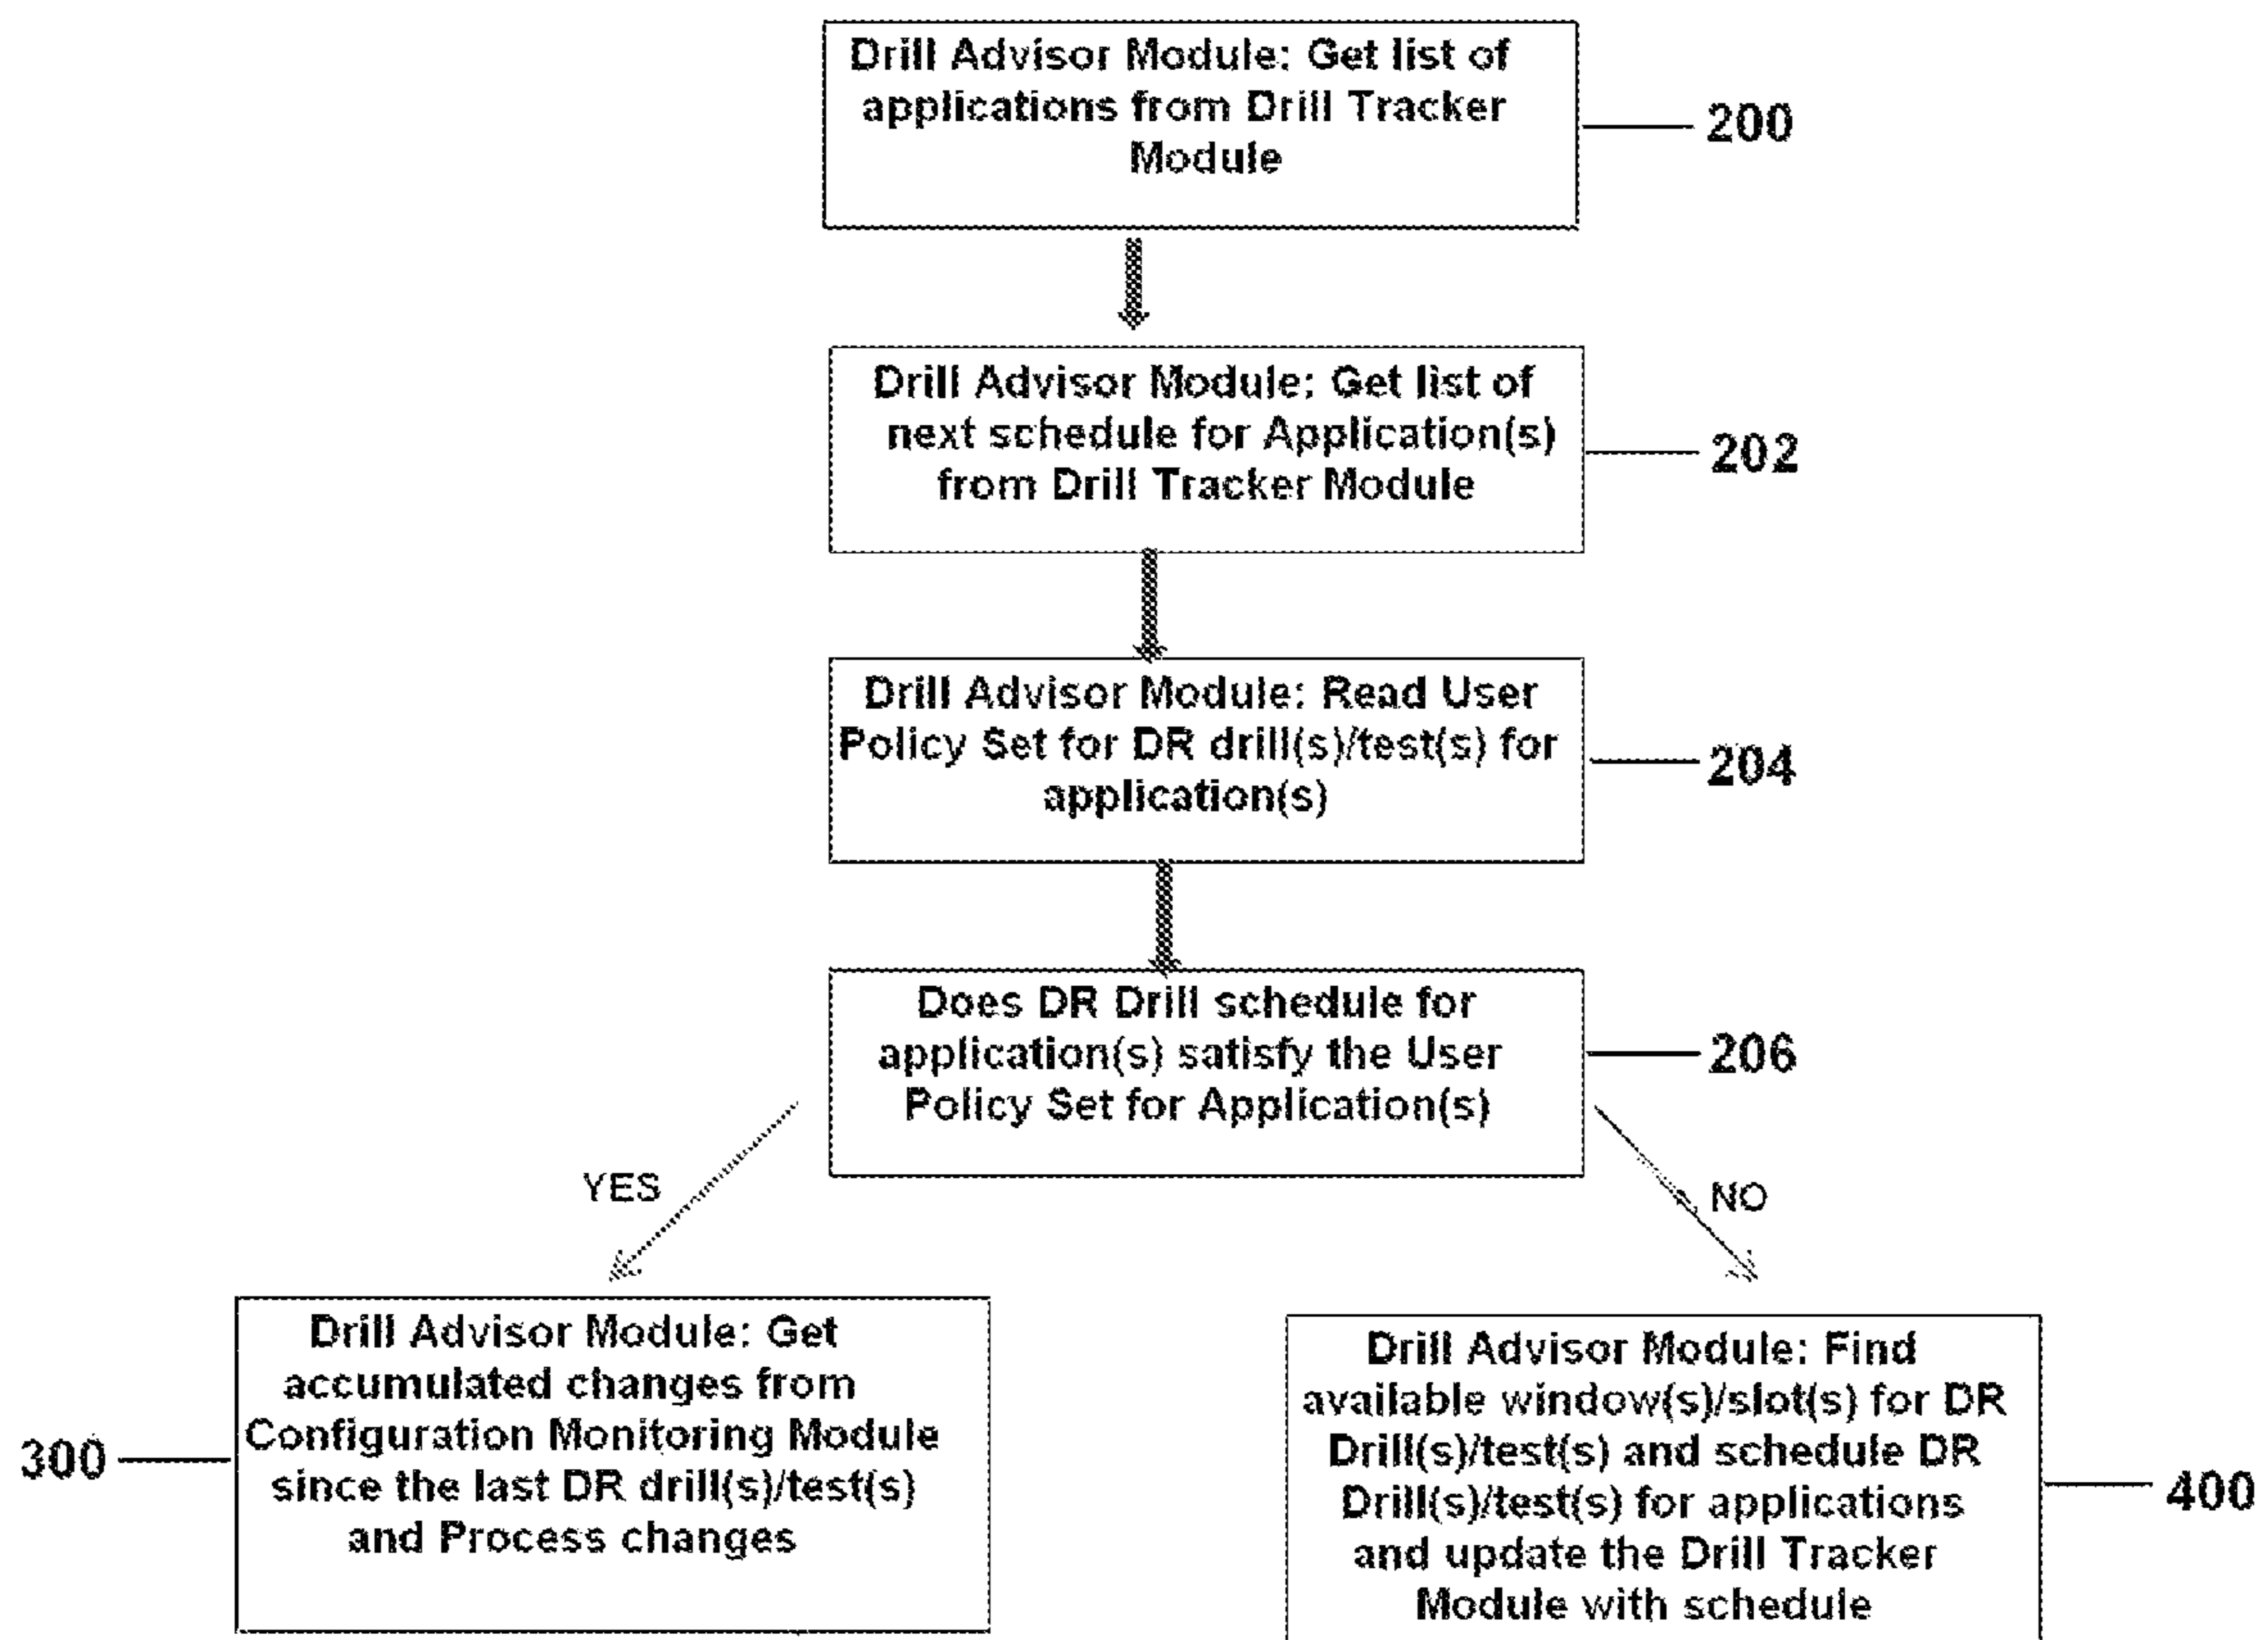 Drill Advisor Module: Get list of
applications from Drill Tracker
Module
200
Drill Advisor Module: Get list of
next schedule for Application(s)
from Drill Tracker Module
202
Drill Advisor Module: Read User
Policy Set for DR drill(s)/test(s) for
application(s)
204
Does DR Drill schedule for
application(s) satisfy the User
Policy Set for Application(s)
206
YES
NO
Drill Advisor Module: Get
accumulated changes from
Configuration Monitoring Module
since the last DR drill(s)/test(s)
and Process changes
300
Drill Advisor Module: Find
available window(s)/slot(s) for DR
Drill(s)/test(s) and schedule DR
Drill(s)/test(s) for applications
and update the Drill Tracker
Module with schedule
400